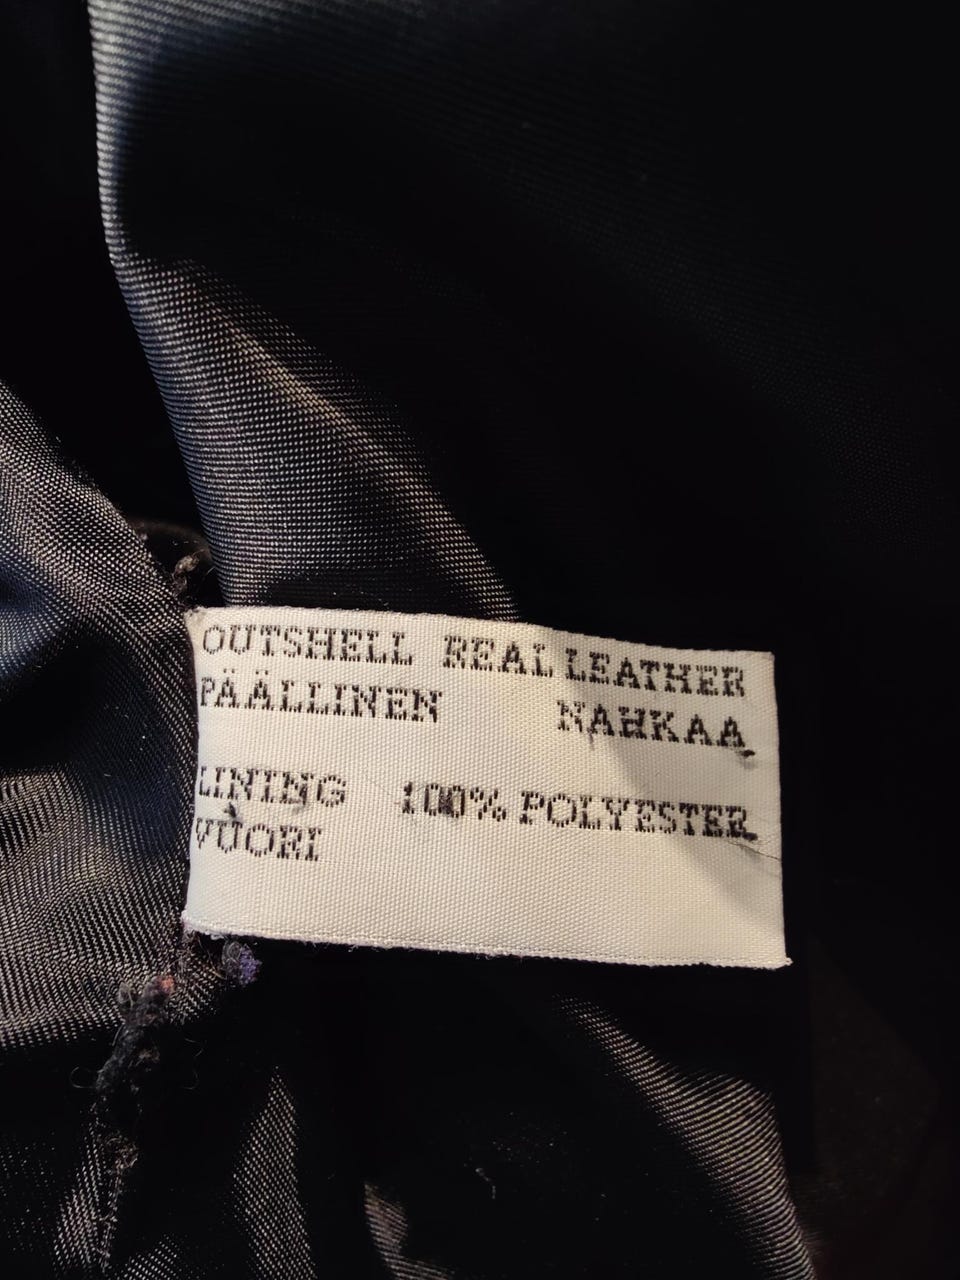 OUTSHELL REAL LEATHER
PÄÄLLINEN NAHKAA
LINING 100% POLYESTER
VUORI